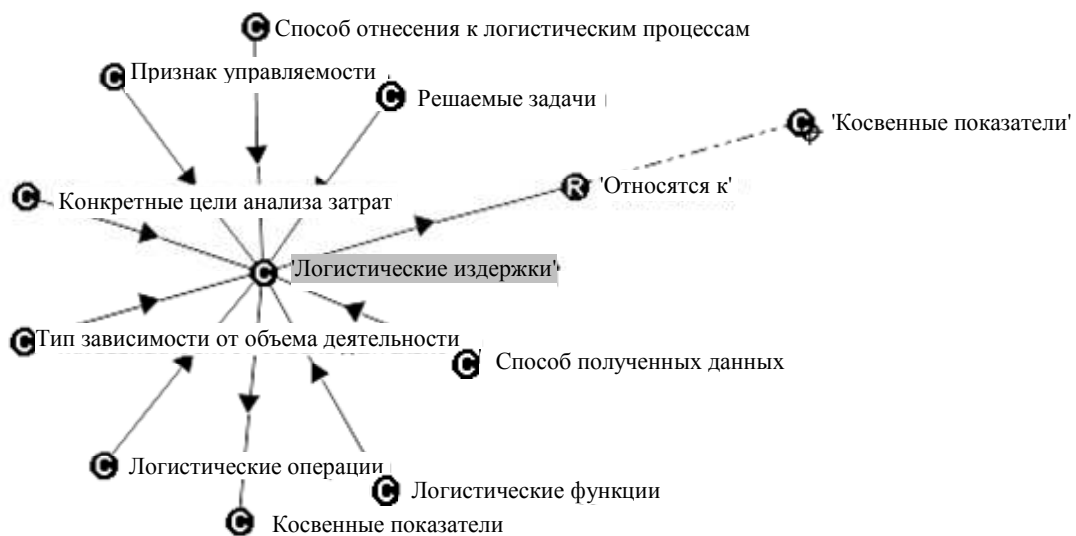 C Способ отнесения к логистическим процессам
C Признак управляемости
C Решаемые задачи
C 'Косвенные показатели'
R 'Относятся к'
C Конкретные цели анализа затрат
C 'Логистические издержки'
C Тип зависимости от объема деятельности
C Способ полученных данных
C Логистические операции
C Логистические функции
C Косвенные показатели